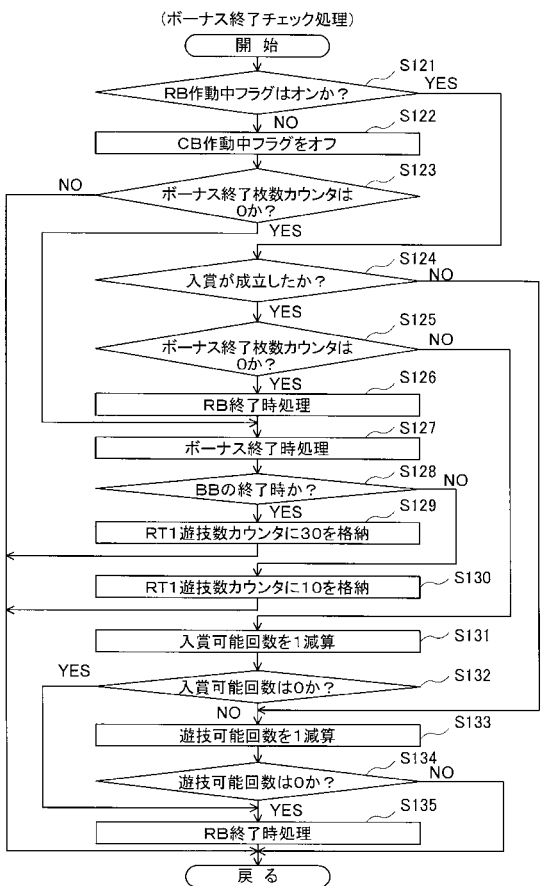 (ボーナス終了チェック処理)
開 始
S121
RB作動中フラグはオンか?
YES
NO
S122
CB作動中フラグをオフ
S123
NO
ボーナス終了枚数カウンタは
0か?
YES
S124
入賞が成立したか?
NO
YES
S125
ボーナス終了枚数カウンタは
0か?
NO
YES
S126
RB終了時処理
S127
ボーナス終了時処理
S128
BBの終了時か?
NO
YES
S129
RT1遊技数カウンタに30を格納
RT1遊技数カウンタに10を格納
S130
入賞可能回数を1減算
S131
YES
S132
入賞可能回数は0か?
NO
S133
遊技可能回数を1減算
S134
遊技可能回数は0か?
NO
YES
S135
RB終了時処理
戻 る